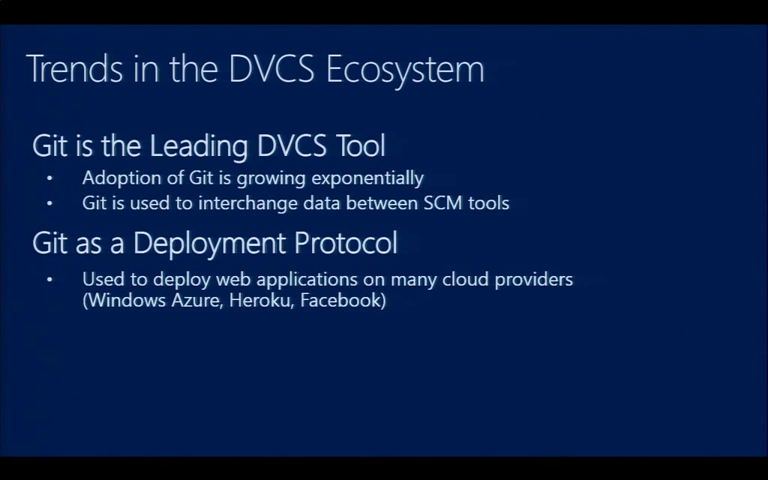 Trends in the DVCS Ecosystem
Git is the Leading DVCS Tool
• Adoption of Git is growing exponentially
• Git is used to interchange data between SCM tools
Git as a Deployment Protocol
• Used to deploy web applications on many cloud providers
(Windows Azure, Heroku, Facebook)